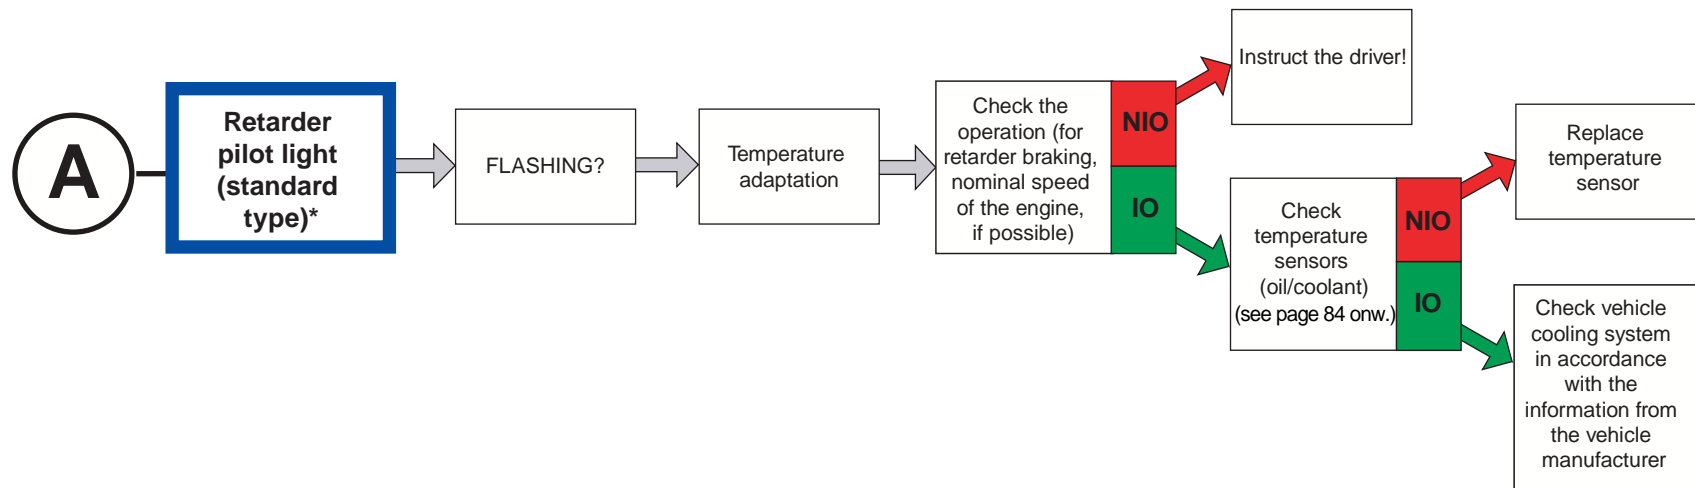 A
Retarder
pilot light
(standard
type)*
FLASHING?
Temperature
adaptation
Check the
operation (for
retarder braking,
nominal speed
of the engine,
if possible)
NIO
IO
Instruct the driver!
Check
temperature
sensors
(oil/coolant)
(see page 84 onw.)
NIO
IO
Replace
temperature
sensor
Check vehicle
cooling system
in accordance
with the
information from
the vehicle
manufacturer